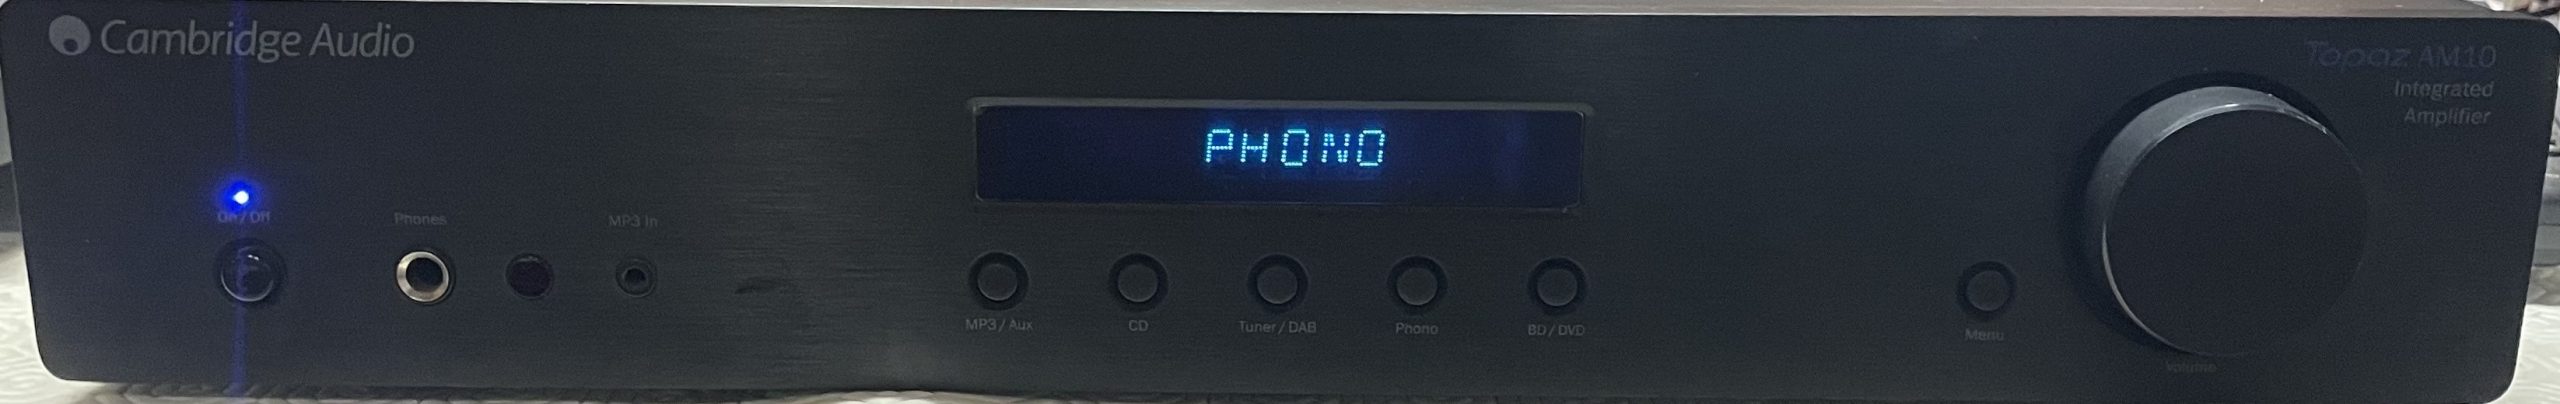 Cambridge Audio
Topaz AM10
Integrated
Amplifier
PHONO
On / Off
Phones
MP3 In
MP3 / Aux
CD
Tuner / DAB
Phono
BD / DVD
Menu
Volume